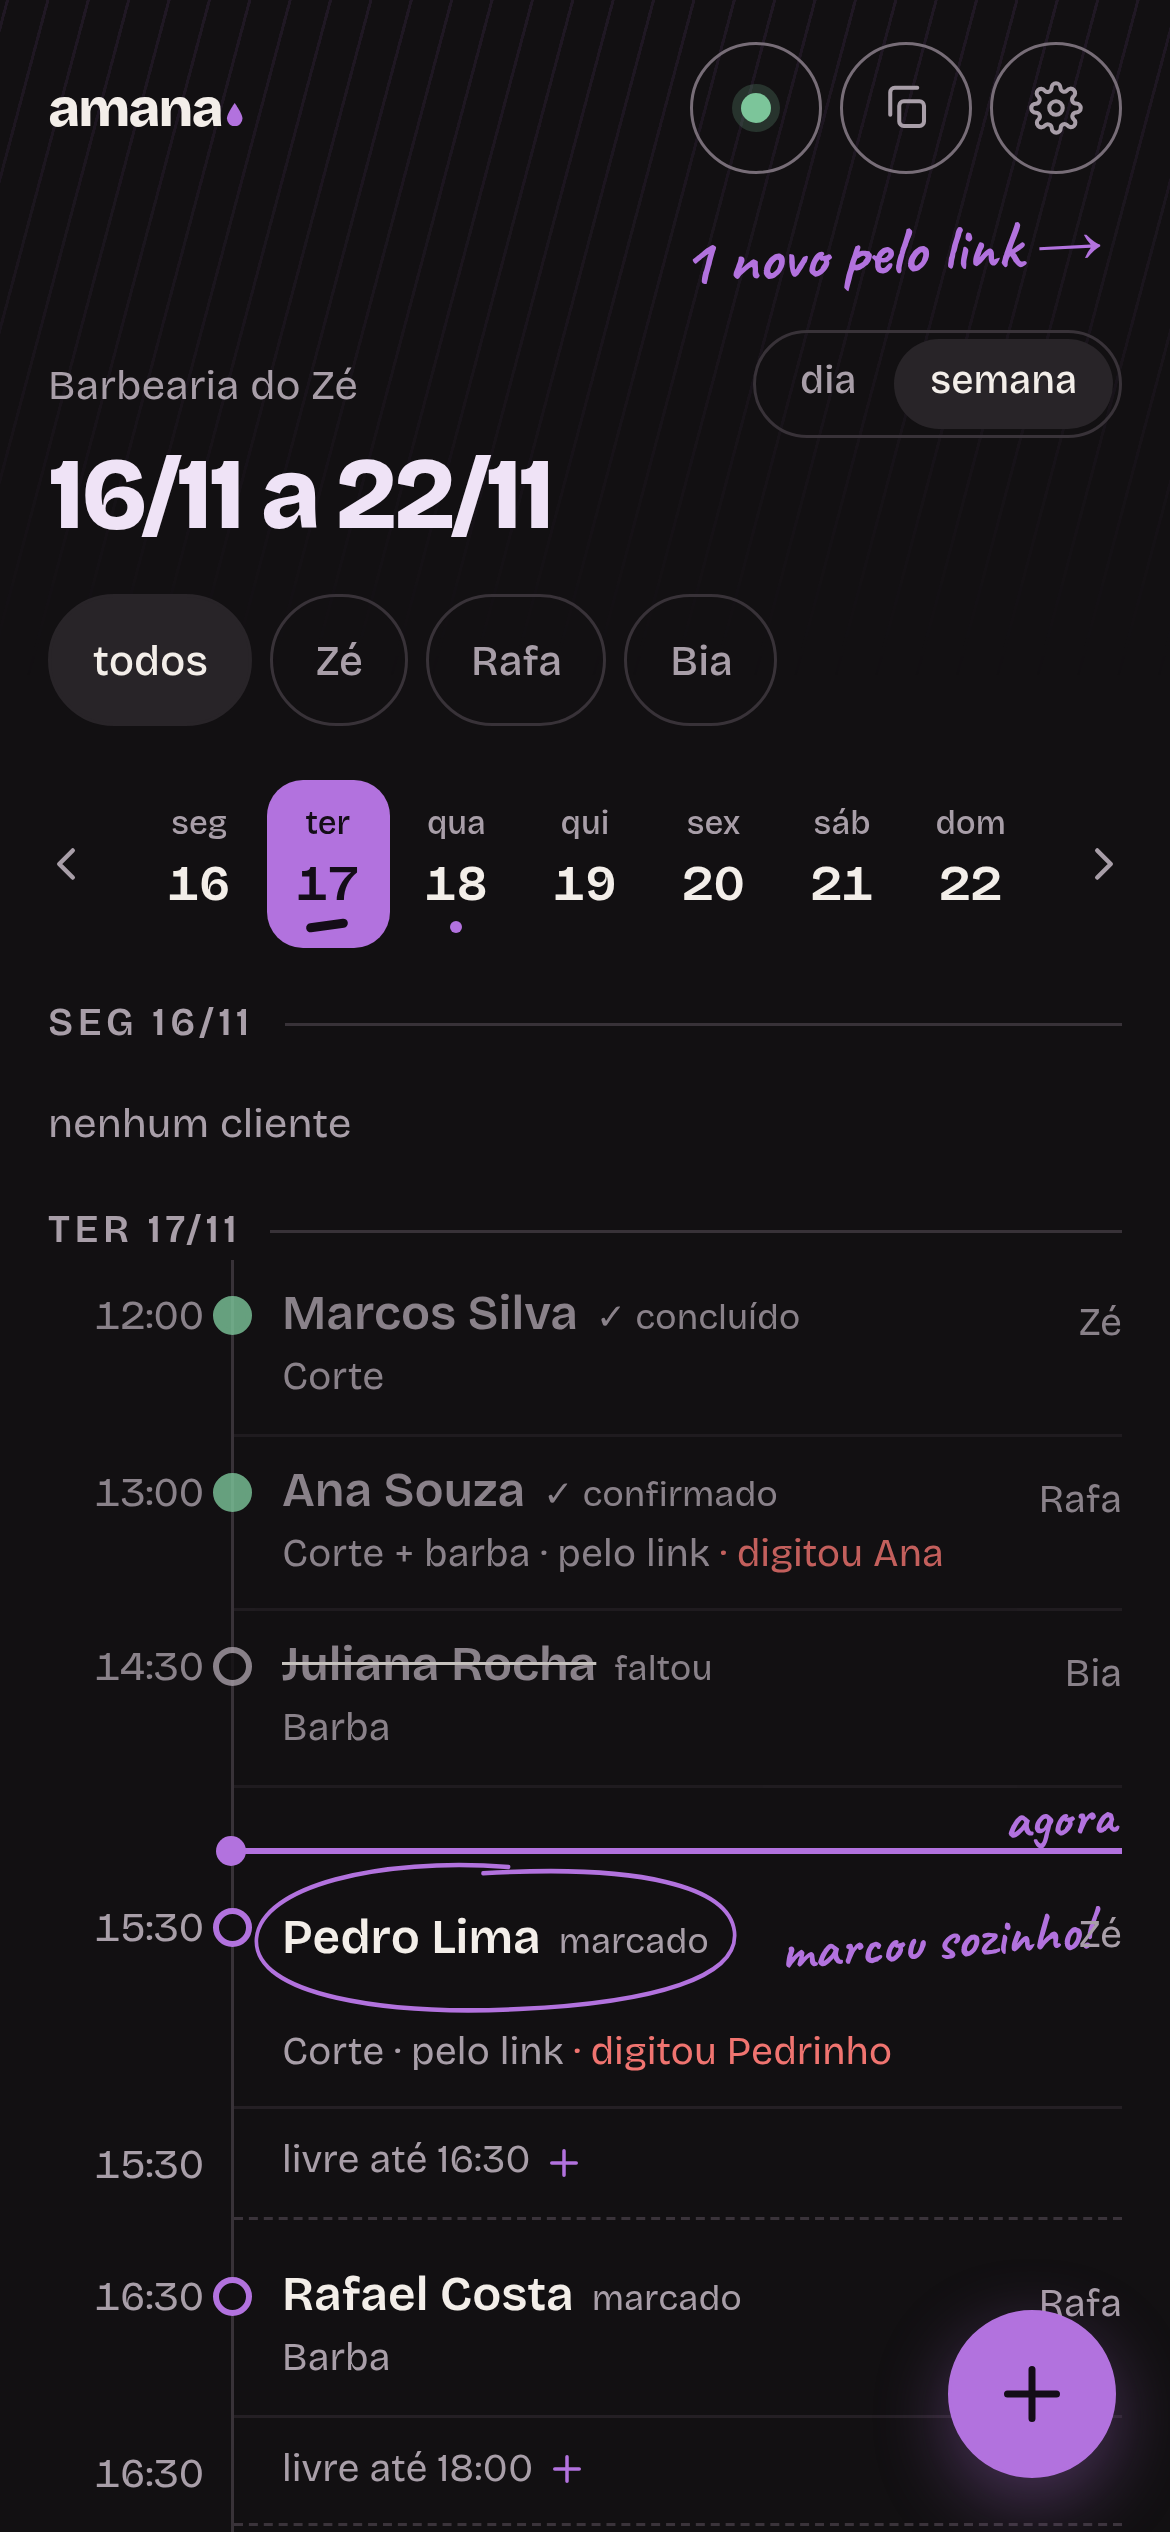 amana
1 novo pelo link →
Barbearia do Zé
dia semana
16/11 a 22/11
todos Zé Rafa Bia
seg ter qua qui sex sáb dom
16 17 18 19 20 21 22
SEG 16/11
nenhum cliente
TER 17/11
12:00 Marcos Silva ✓ concluído Zé
Corte
13:00 Ana Souza ✓ confirmado Rafa
Corte + barba · pelo link · digitou Ana
14:30 Juliana Rocha faltou Bia
Barba
agora
15:30 Pedro Lima marcado marcou sozinho! Zé
Corte · pelo link · digitou Pedrinho
15:30 livre até 16:30 +
16:30 Rafael Costa marcado Rafa
Barba
16:30 livre até 18:00 +